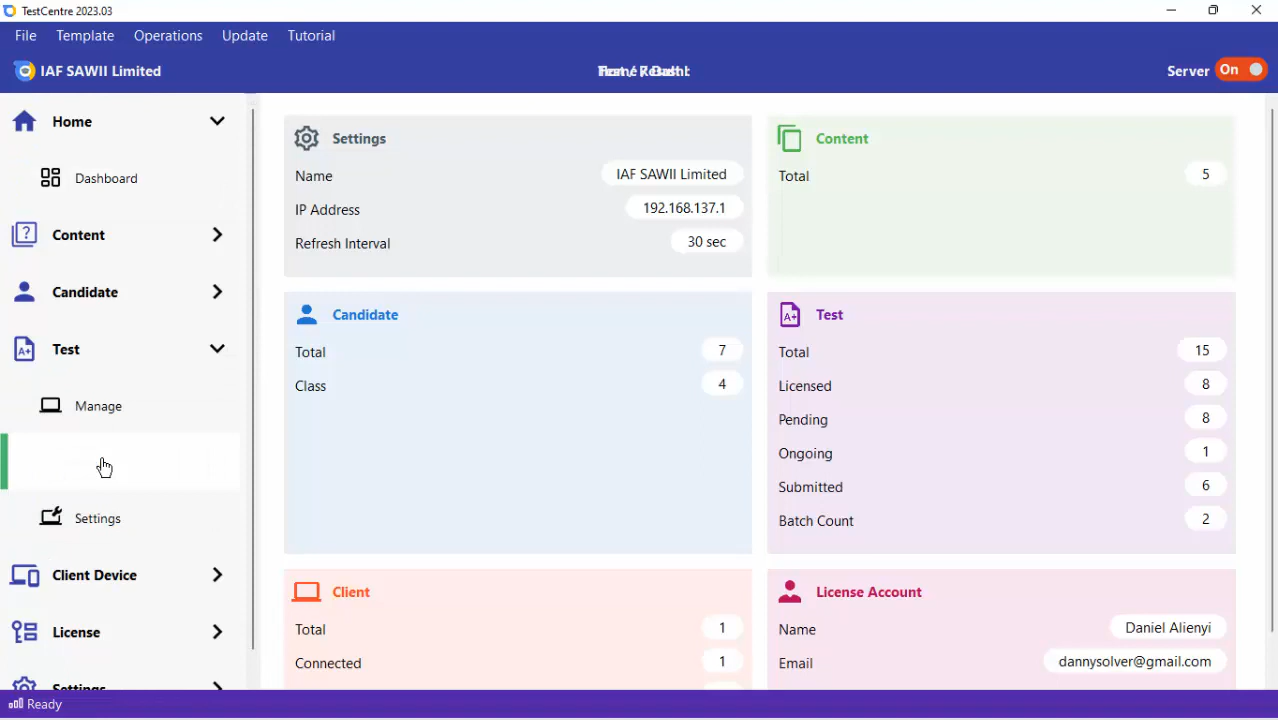 TestCentre 2023.03
File Template Operations Update Tutorial
IAF SAWII Limited
Server On
Home
Dashboard
Content
Candidate
Test
Manage
Settings
Client Device
License
Settings
Settings
Name IAF SAWII Limited
IP Address 192.168.137.1
Refresh Interval 30 sec
Content
Total 5
Candidate
Total 7
Class 4
Test
Total 15
Licensed 8
Pending 8
Ongoing 1
Submitted 6
Batch Count 2
Client
Total 1
Connected 1
License Account
Name Daniel Alienyi
Email dannysolver@gmail.com
Ready